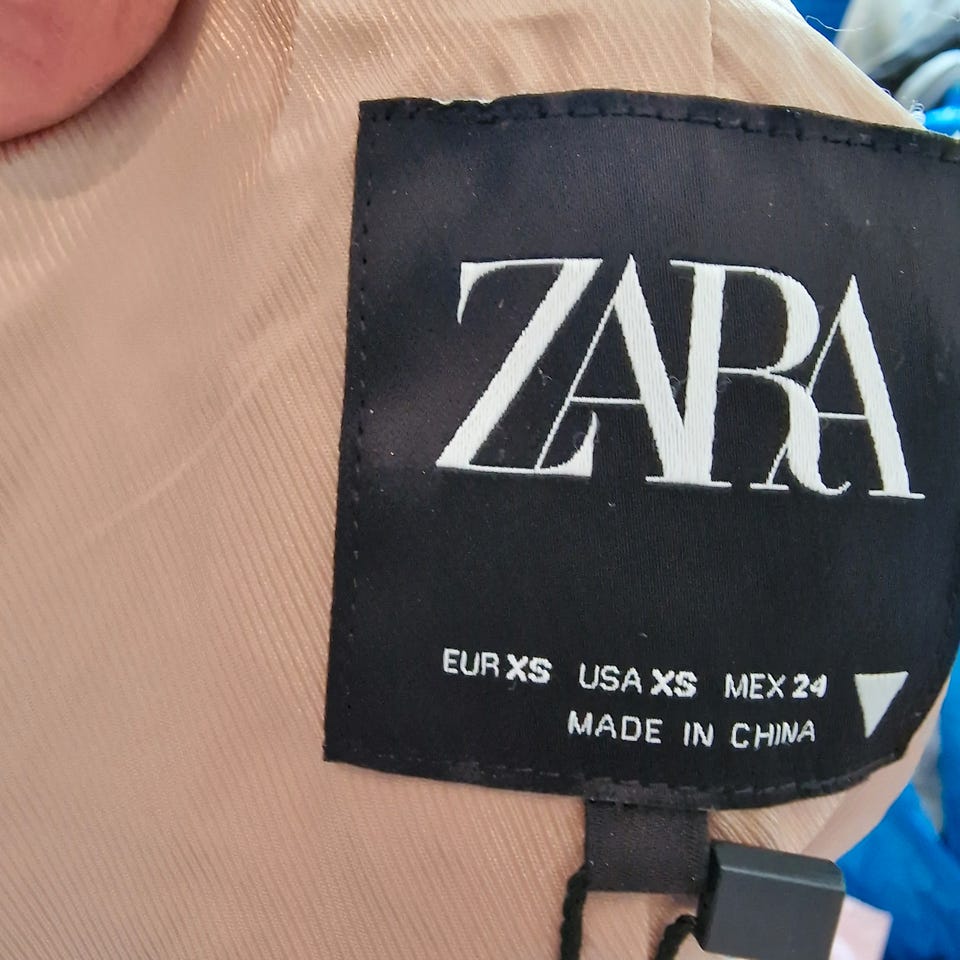 ZARA
EUR XS USA XS MEX 24
MADE IN CHINA